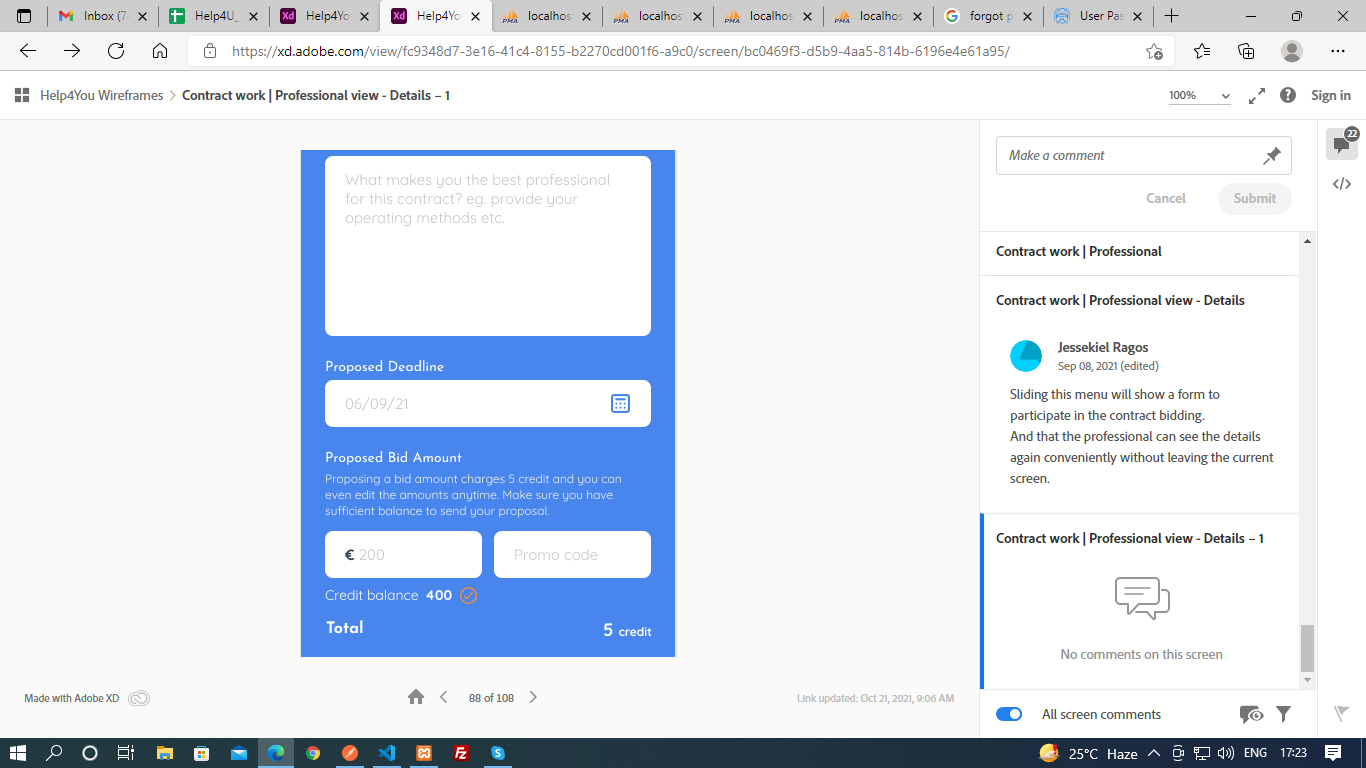 Inbox (74
Help4U_
Help4Yo
Help4Yo
PMA localhos
PMA localhos
PMA localhos
PMA localhos
forgot p
User Pas
https://xd.adobe.com/view/fc9348d7-3e16-41c4-8155-b2270cd001f6-a9c0/screen/bc0469f3-d5b9-4aa5-814b-6196e4e61a95/
Help4You Wireframes > Contract work | Professional view - Details – 1
100%
Sign in
What makes you the best professional
for this contract? eg. provide your
operating methods etc.
Proposed Deadline
06/09/21
Proposed Bid Amount
Proposing a bid amount charges 5 credit and you can
even edit the amounts anytime. Make sure you have
sufficient balance to send your proposal.
€ 200
Promo code
Credit balance 400
Total
5 credit
Made with Adobe XD
88 of 108
Link updated: Oct 21, 2021, 9:06 AM
Make a comment
Cancel
Submit
22
Contract work | Professional
Contract work | Professional view - Details
Jessekiel Ragos
Sep 08, 2021 (edited)
Sliding this menu will show a form to
participate in the contract bidding.
And that the professional can see the details
again conveniently without leaving the current
screen.
Contract work | Professional view - Details – 1
No comments on this screen
All screen comments
25°C Haze
ENG
17:23